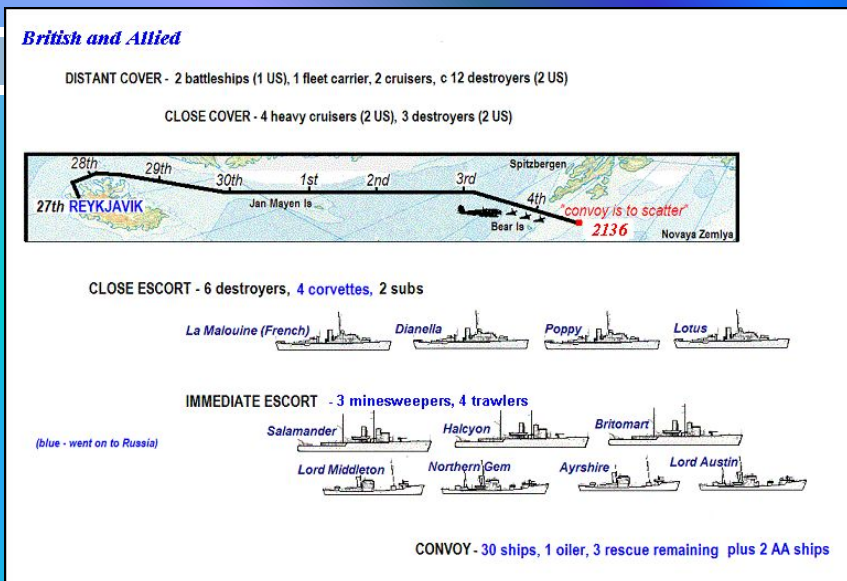 British and Allied
DISTANT COVER - 2 battleships (1 US), 1 fleet carrier, 2 cruisers, c 12 destroyers (2 US)
CLOSE COVER - 4 heavy cruisers (2 US), 3 destroyers (2 US)
28th 29th 30th 1st 2nd 3rd Spitzbergen
27th REYKJAVIK Jan Mayen Is 4th "convoy is to scatter"
Bear Is 2136 Novaya Zemlya
CLOSE ESCORT - 6 destroyers, 4 corvettes, 2 subs
La Malouine (French) Dianella Poppy Lotus
IMMEDIATE ESCORT - 3 minesweepers, 4 trawlers
Salamander Halcyon Britomart
(blue - went on to Russia)
Lord Middleton Northern Gem Ayrshire Lord Austin
CONVOY - 30 ships, 1 oiler, 3 rescue remaining plus 2 AA ships